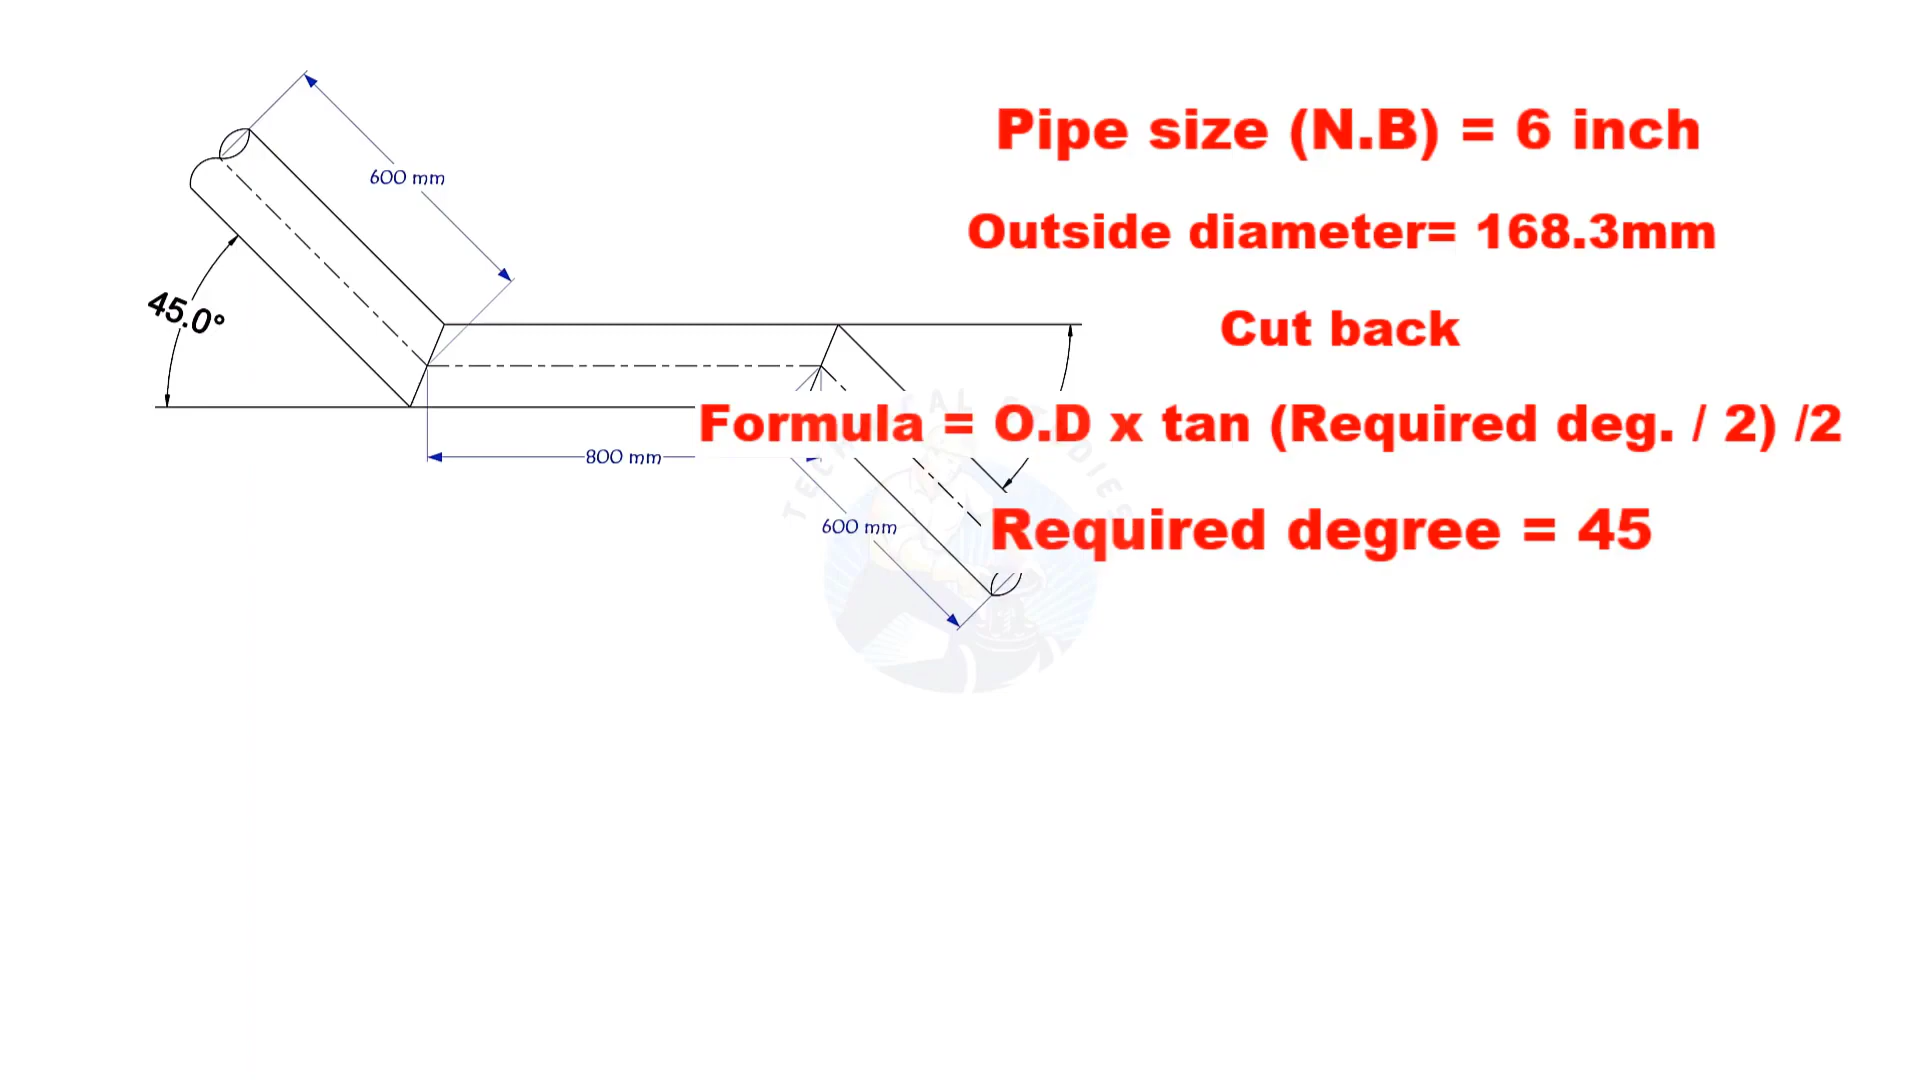 Pipe size (N.B) = 6 inch
600 mm
Outside diameter= 168.3mm
45.0°
Cut back
Formula = O.D x tan (Required deg. / 2) /2
800 mm
600 mm
Required degree = 45